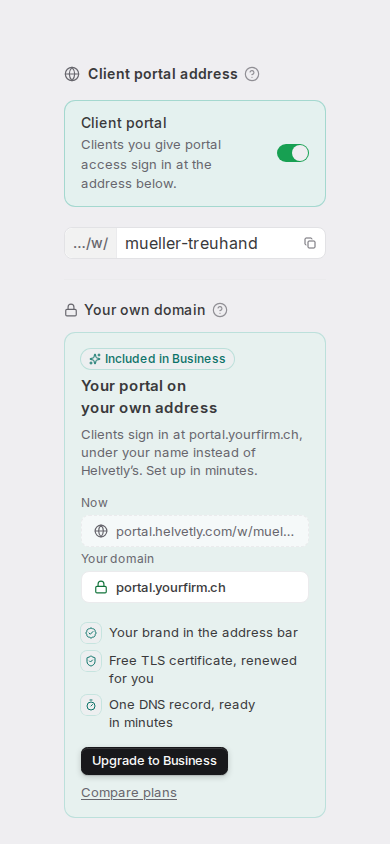 Client portal address
Client portal
Clients you give portal
access sign in at the
address below.
.../w/ mueller-treuhand
Your own domain
Included in Business
Your portal on
your own address
Clients sign in at portal.yourfirm.ch,
under your name instead of
Helvetly's. Set up in minutes.
Now
portal.helvetly.com/w/muel...
Your domain
portal.yourfirm.ch
Your brand in the address bar
Free TLS certificate, renewed
for you
One DNS record, ready
in minutes
Upgrade to Business
Compare plans